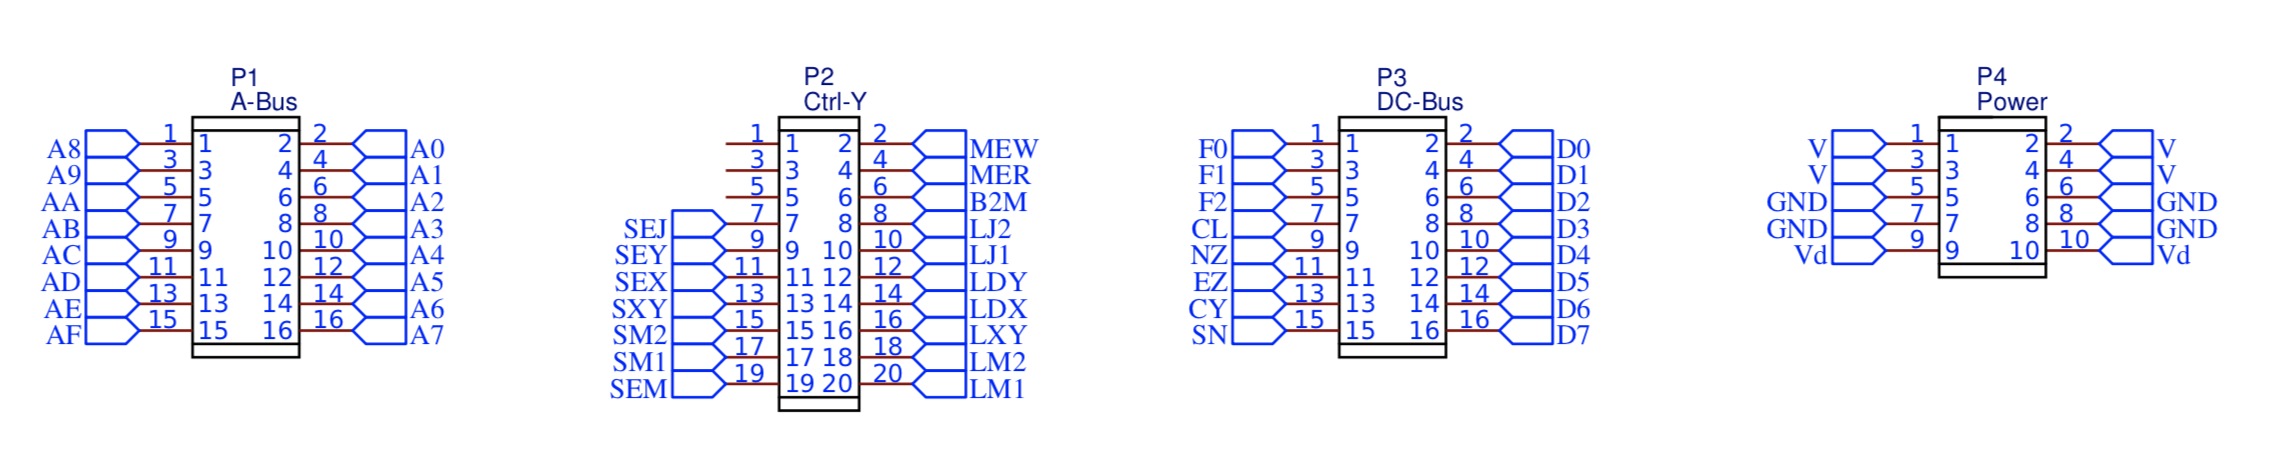 P1
A-Bus
A8 1 1 2 2 A0
A9 3 3 4 4 A1
AA 5 5 6 6 A2
AB 7 7 8 8 A3
AC 9 9 10 10 A4
AD 11 11 12 12 A5
AE 13 13 14 14 A6
AF 15 15 16 16 A7
P2
Ctrl-Y
1 1 2 2 MEW
3 3 4 4 MER
5 5 6 6 B2M
SEJ 7 7 8 8 LJ2
SEY 9 9 10 10 LJ1
SEX 11 11 12 12 LDY
SXY 13 13 14 14 LDX
SM2 15 15 16 16 LXY
SM1 17 17 18 18 LM2
SEM 19 19 20 20 LM1
P3
DC-Bus
F0 1 1 2 2 D0
F1 3 3 4 4 D1
F2 5 5 6 6 D2
CL 7 7 8 8 D3
NZ 9 9 10 10 D4
EZ 11 11 12 12 D5
CY 13 13 14 14 D6
SN 15 15 16 16 D7
P4
Power
V 1 1 2 2 V
V 3 3 4 4 V
GND 5 5 6 6 GND
GND 7 7 8 8 GND
Vd 9 9 10 10 Vd